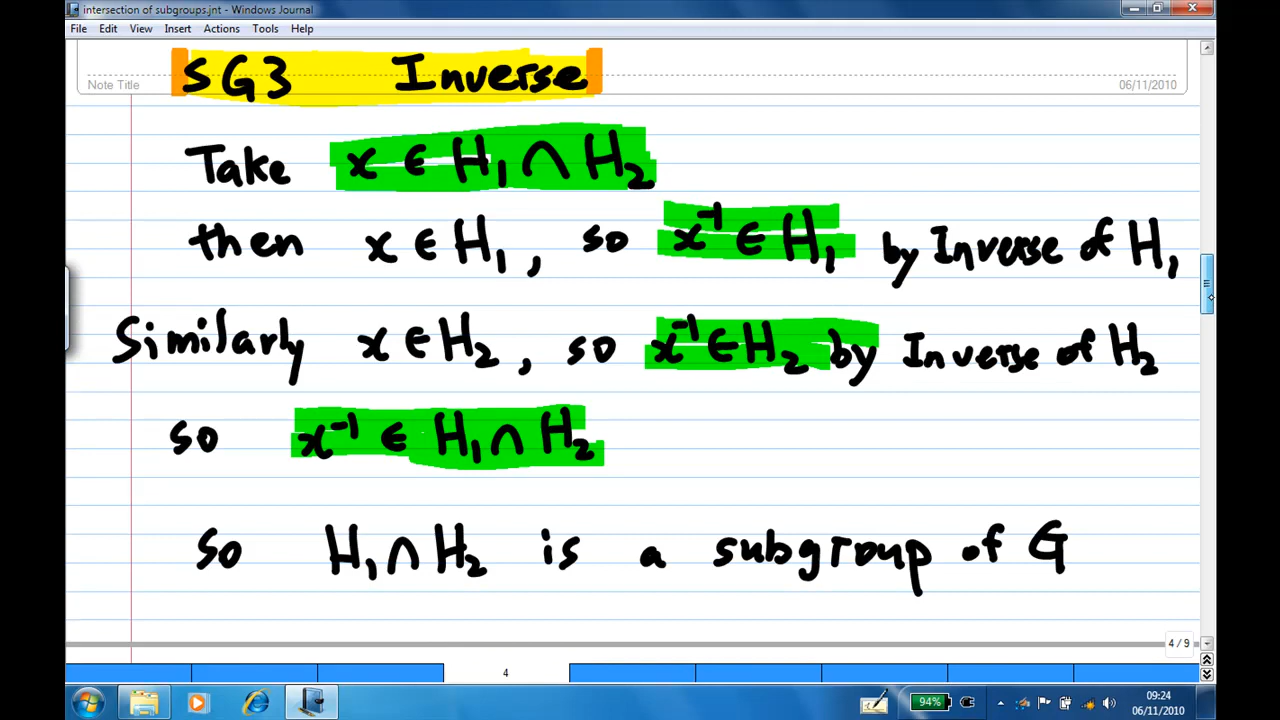 intersection of subgroups.jnt - Windows Journal
File Edit View Insert Actions Tools Help
SG3 Inverse
Note Title
06/11/2010
Take x ∈ H₁ ∩ H₂
then x ∈ H₁, so x⁻¹ ∈ H₁ by Inverse of H₁
Similarly x ∈ H₂, so x⁻¹ ∈ H₂ by Inverse of H₂
so x⁻¹ ∈ H₁ ∩ H₂
so H₁ ∩ H₂ is a subgroup of G
4 / 9
4
94%
09:24
06/11/2010